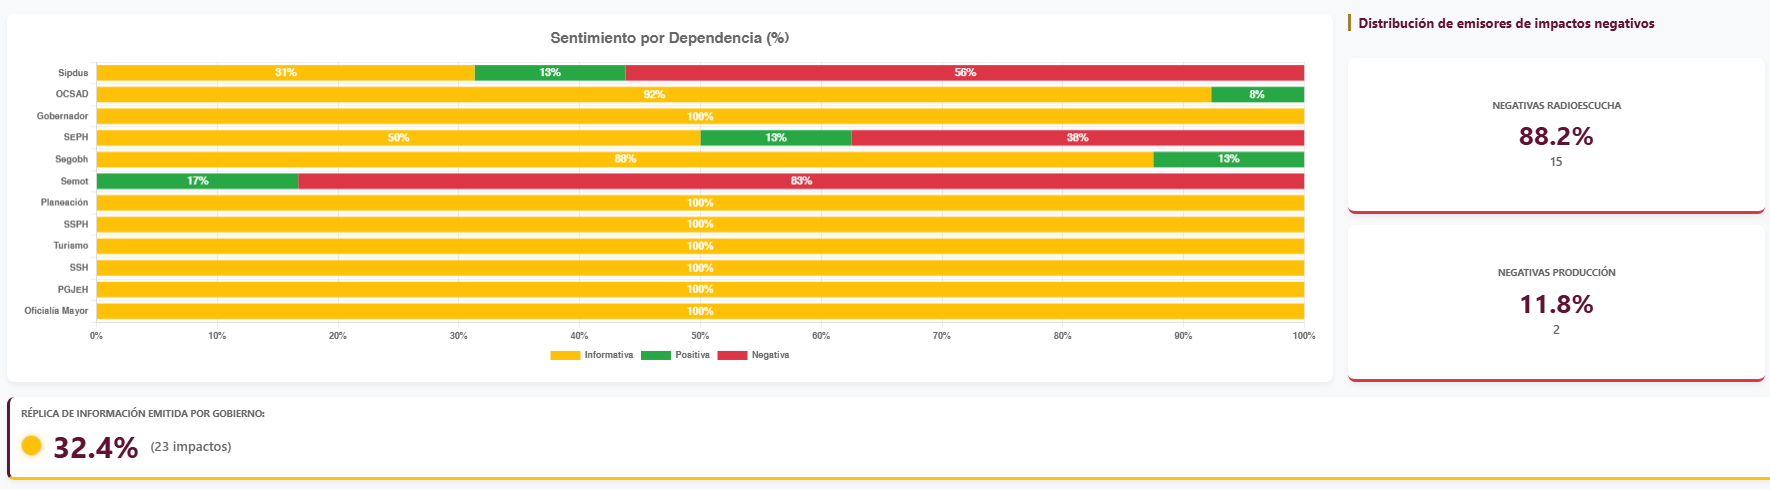 Sentimiento por Dependencia (%)
Sipdus 31% 13% 56%
OCSAD 92% 8%
Gobernador 100%
SEPH 50% 13% 38%
Segobh 88% 13%
Semot 17% 83%
Planeación 100%
SSPH 100%
Turismo 100%
SSH 100%
PGJEH 100%
Oficialía Mayor 100%
0% 10% 20% 30% 40% 50% 60% 70% 80% 90% 100%
Informativa Positiva Negativa
Distribución de emisores de impactos negativos
NEGATIVAS RADIOESCUCHA
88.2%
15
NEGATIVAS PRODUCCIÓN
11.8%
2
RÉPLICA DE INFORMACIÓN EMITIDA POR GOBIERNO:
32.4% (23 impactos)